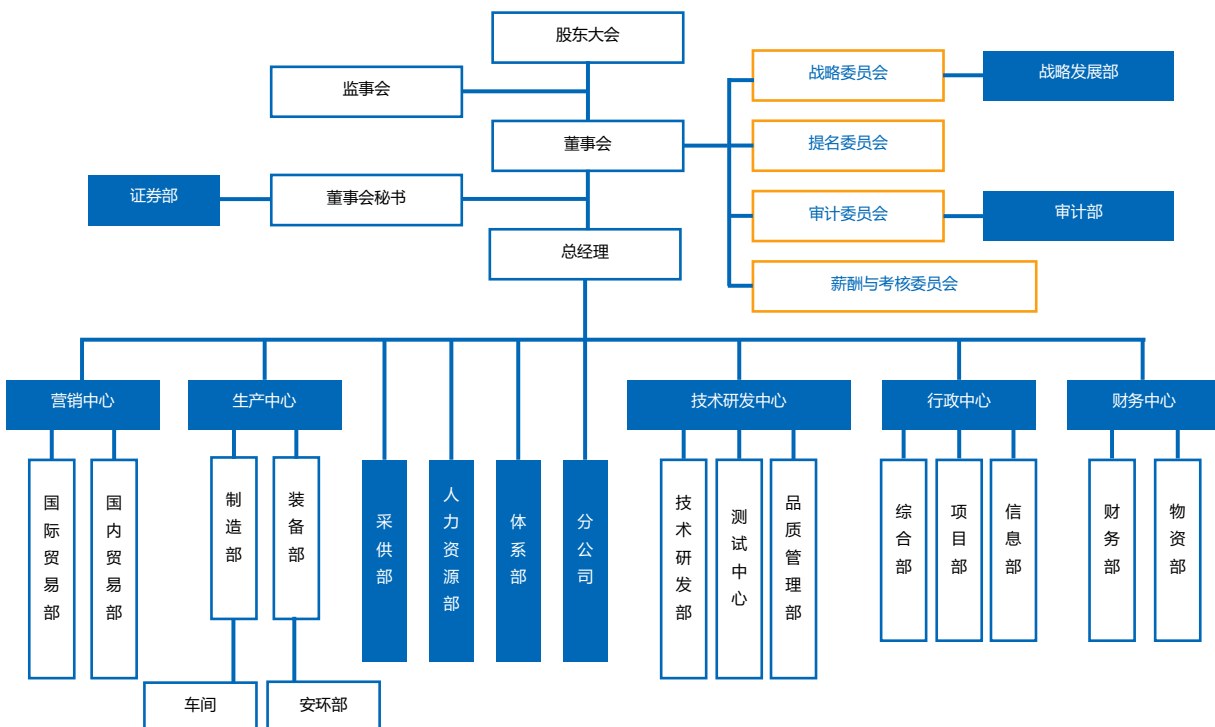 股东大会
监事会
战略委员会
战略发展部
董事会
提名委员会
证券部
董事会秘书
审计委员会
审计部
总经理
薪酬与考核委员会
营销中心
生产中心
技术研发中心
行政中心
财务中心
国际贸易部
国内贸易部
制造部
装备部
采供部
人力资源部
体系部
分公司
技术研发部
测试中心
品质管理部
综合部
项目部
信息部
财务部
物资部
车间
安环部